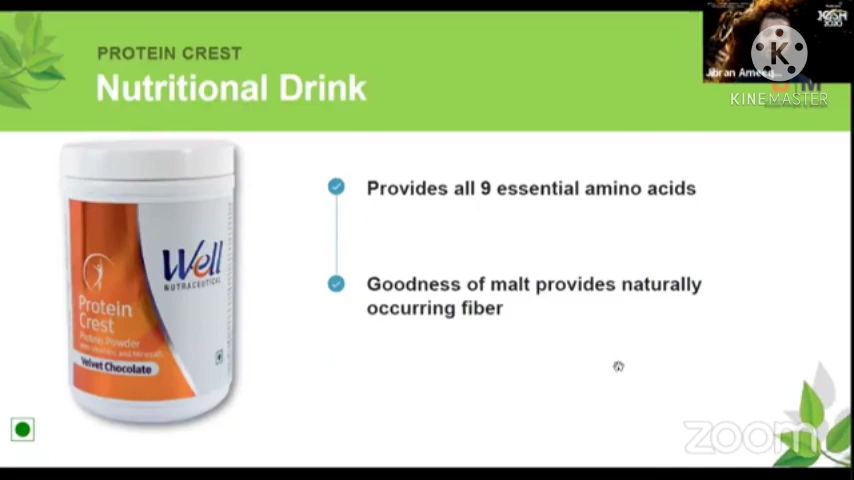 PROTEIN CREST
Nutritional Drink
KINEMASTER
K
Provides all 9 essential amino acids
Goodness of malt provides naturally
occurring fiber
Well
NUTRACEUTICAL
Protein
Crest
Protein Powder
Velvet Chocolate
zoom